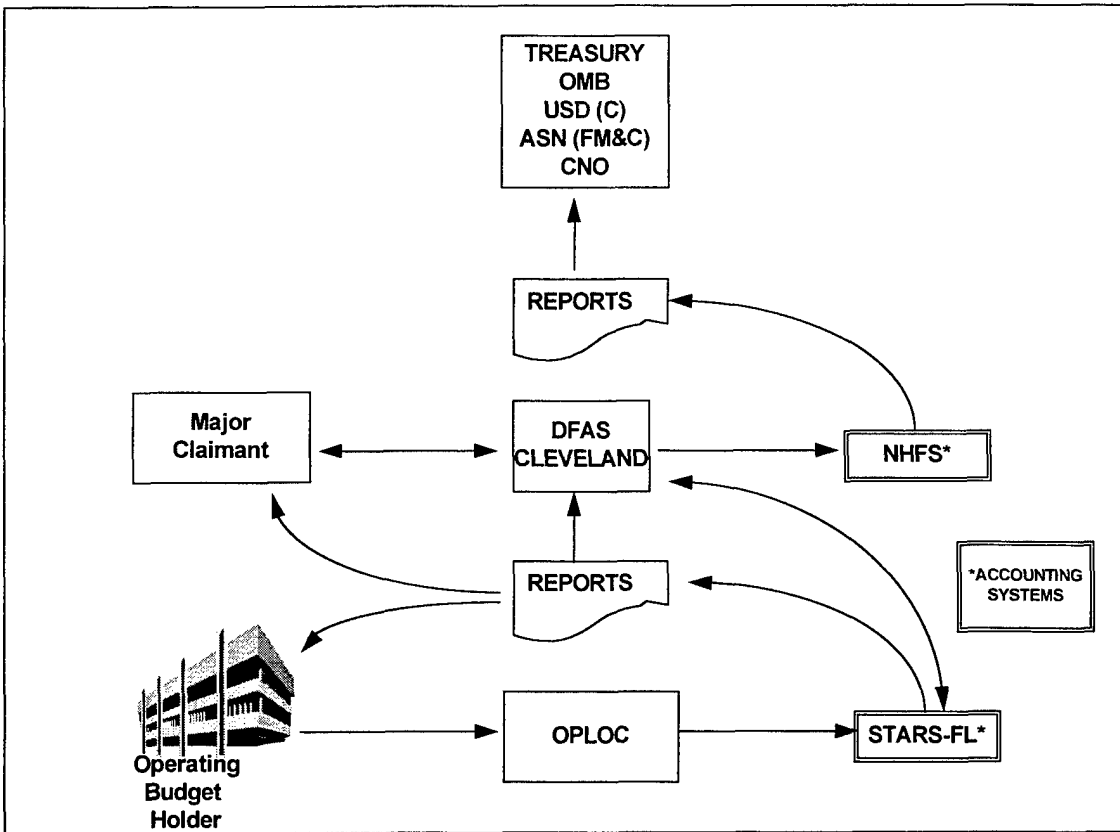 TREASURY
OMB
USD (C)
ASN (FM&C)
CNO
REPORTS
Major
Claimant
DFAS
CLEVELAND
NHFS*
REPORTS
*ACCOUNTING
SYSTEMS
OPLOC
STARS-FL*
Operating
Budget
Holder